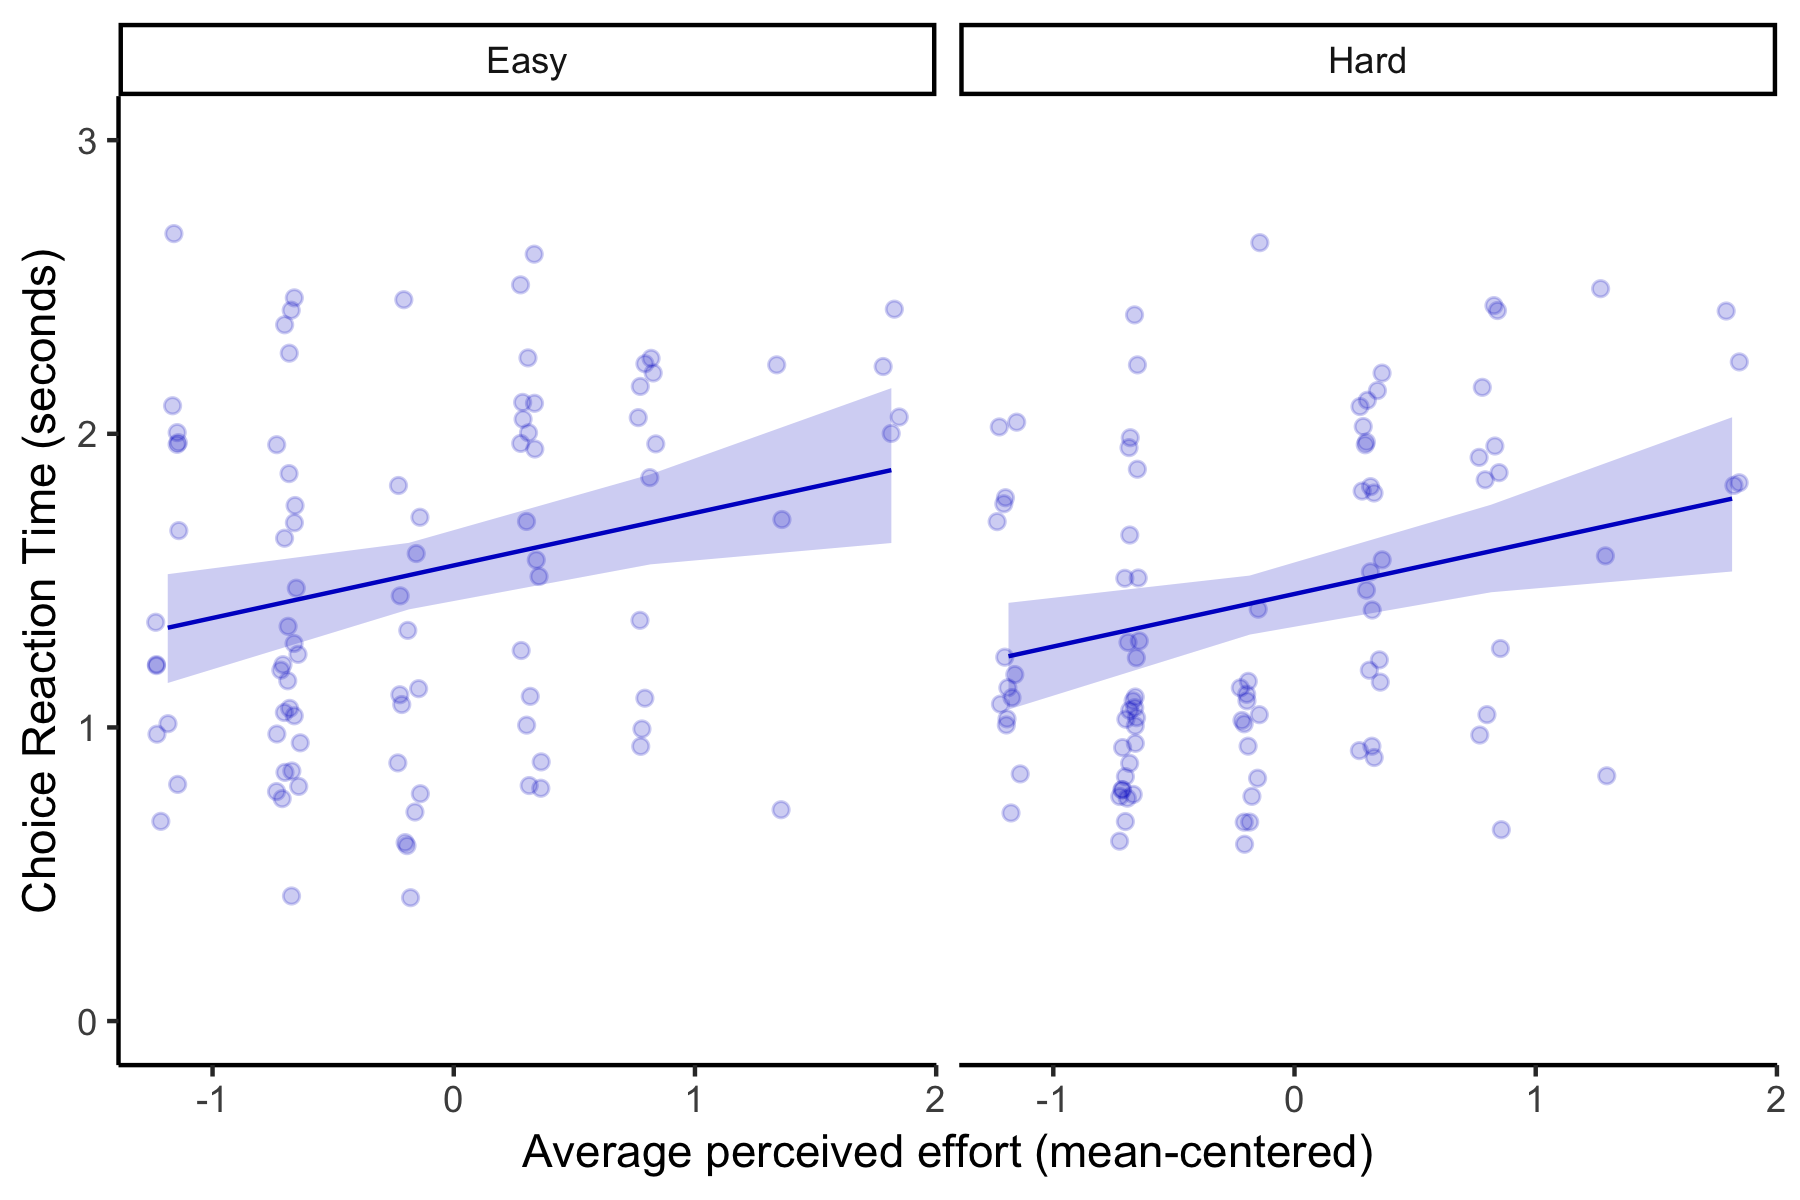 Easy
Hard
3
2
1
0
Choice Reaction Time (seconds)
-1 0 1 2
-1 0 1 2
Average perceived effort (mean-centered)